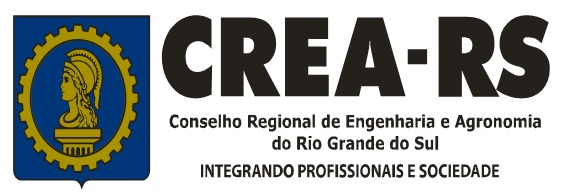 CREA-RS
Conselho Regional de Engenharia e Agronomia
do Rio Grande do Sul
INTEGRANDO PROFISSIONAIS E SOCIEDADE